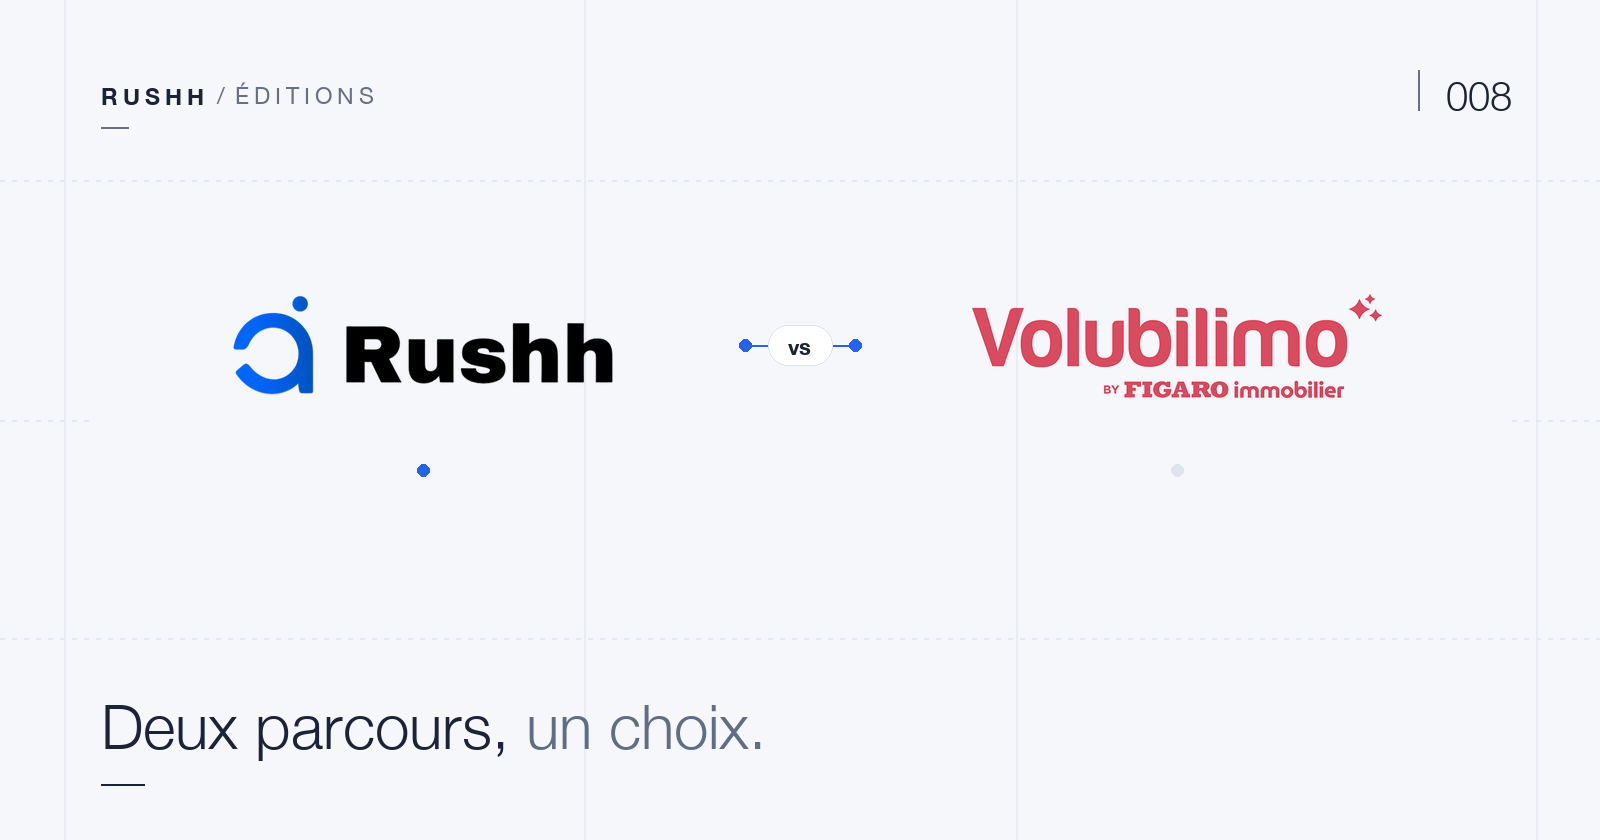 RUSHH / ÉDITIONS
008
Rushh
vs
Volubilimo
BY FIGARO immobilier
Deux parcours, un choix.